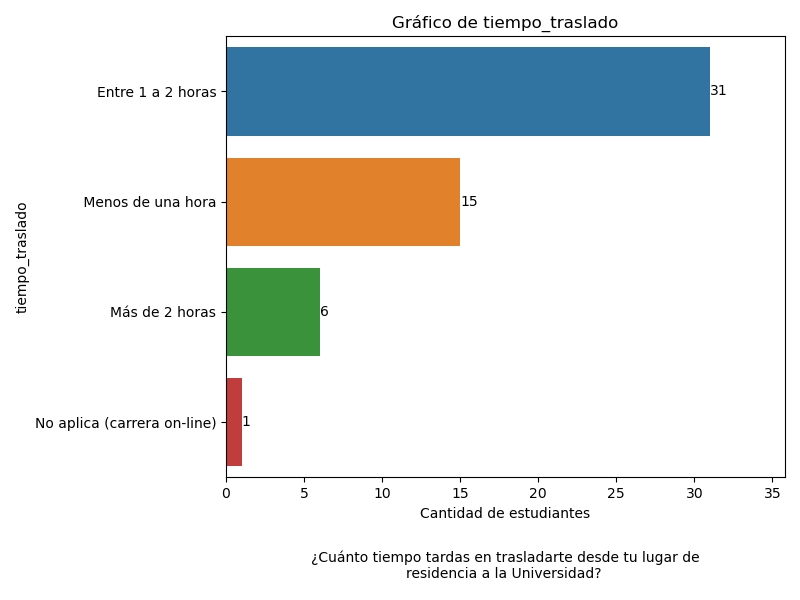 Gráfico de tiempo_traslado
tiempo_traslado
Entre 1 a 2 horas
31
Menos de una hora
15
Más de 2 horas
6
No aplica (carrera on-line)
1
0 5 10 15 20 25 30 35
Cantidad de estudiantes
¿Cuánto tiempo tardas en trasladarte desde tu lugar de
residencia a la Universidad?